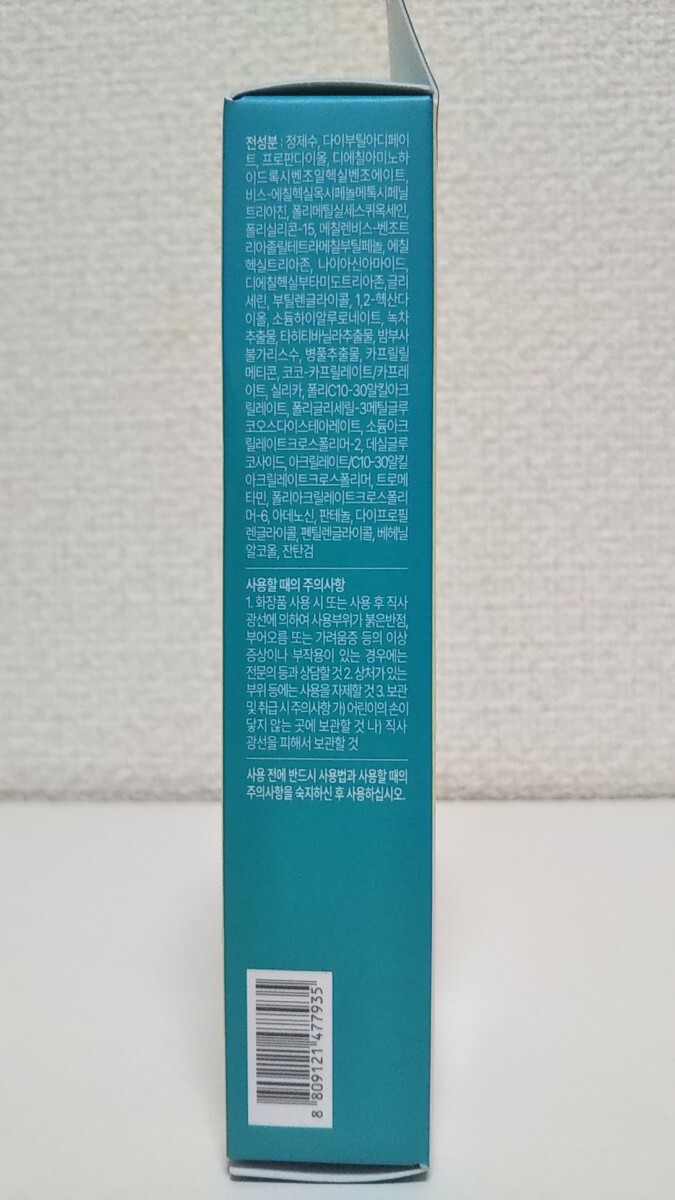 전성분 : 정제수, 다이부틸아디페이
트, 프로판다이올, 디에칠아미노하
이드록시벤조일헥실벤조에이트,
비스-에칠헥실옥시페놀메톡시페닐
트리아진, 폴리메틸실세스퀴옥세인,
폴리실리콘-15, 메칠렌비스-벤조트
리아졸릴테트라메칠부틸페놀, 에칠
헥실트리아존, 나이아신아마이드,
디에칠헥실부타미도트리아존,글리
세린, 부틸렌글라이콜, 1,2-헥산다
이올, 소듐하이알루로네이트, 녹차
추출물, 타히티바닐라추출물, 밤부사
불가리스수, 병풀추출물, 카프릴릴
메티콘, 코코-카프릴레이트/카프레
이트, 실리카, 폴리C10-30알킬아크
릴레이트, 폴리글리세릴-3메틸글루
코오스다이스테아레이트, 소듐아크
릴레이트크로스폴리머-2, 데실글루
코사이드, 아크릴레이트/C10-30알킬
아크릴레이트크로스폴리머, 트로메
타민, 폴리아크릴레이트크로스폴리
머-6, 아데노신, 판테놀, 다이프로필
렌글라이콜, 펜틸렌글라이콜, 베헤닐
알코올, 잔탄검
사용할 때의 주의사항
1. 화장품 사용 시 또는 사용 후 직사
광선에 의하여 사용부위가 붉은반점,
부어오름 또는 가려움증 등의 이상
증상이나 부작용이 있는 경우에는
전문의 등과 상담할 것 2. 상처가 있는
부위 등에는 사용을 자제할 것 3. 보관
및 취급 시 주의사항 가) 어린이의 손이
닿지 않는 곳에 보관할 것 나) 직사
광선을 피해서 보관할 것
사용 전에 반드시 사용법과 사용할 때의
주의사항을 숙지하신 후 사용하십시오.
8 809121 477935